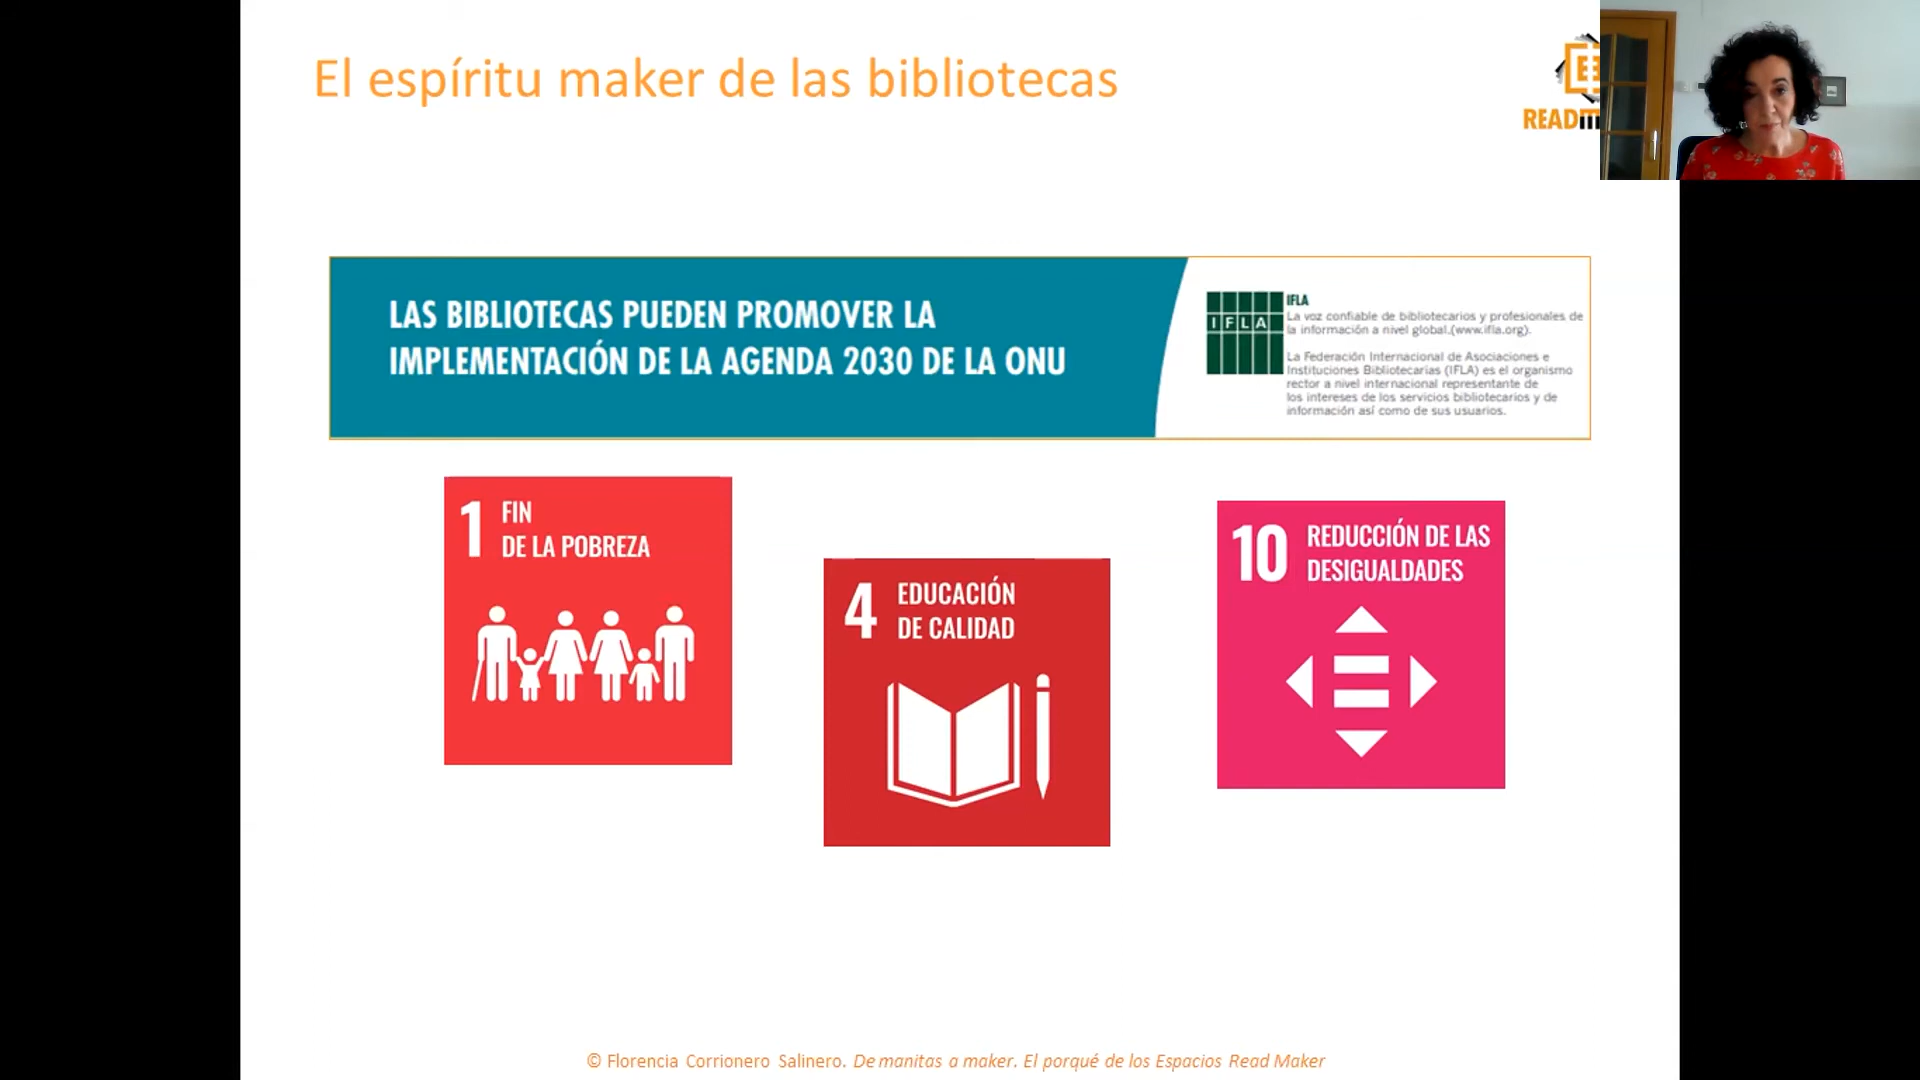 El espíritu maker de las bibliotecas
READ
LAS BIBLIOTECAS PUEDEN PROMOVER LA
IMPLEMENTACIÓN DE LA AGENDA 2030 DE LA ONU
IFLA
IFLA
La voz confiable de bibliotecarios y profesionales de
la información a nivel global.(www.ifla.org).
La Federación Internacional de Asociaciones e
Instituciones Bibliotecarias (IFLA) es el organismo
rector a nivel internacional representante de
los intereses de los servicios bibliotecarios y de
información así como de sus usuarios.
1 FIN
DE LA POBREZA
4 EDUCACIÓN
DE CALIDAD
10 REDUCCIÓN DE LAS
DESIGUALDADES
© Florencia Corrionero Salinero. De manitas a maker. El porqué de los Espacios Read Maker